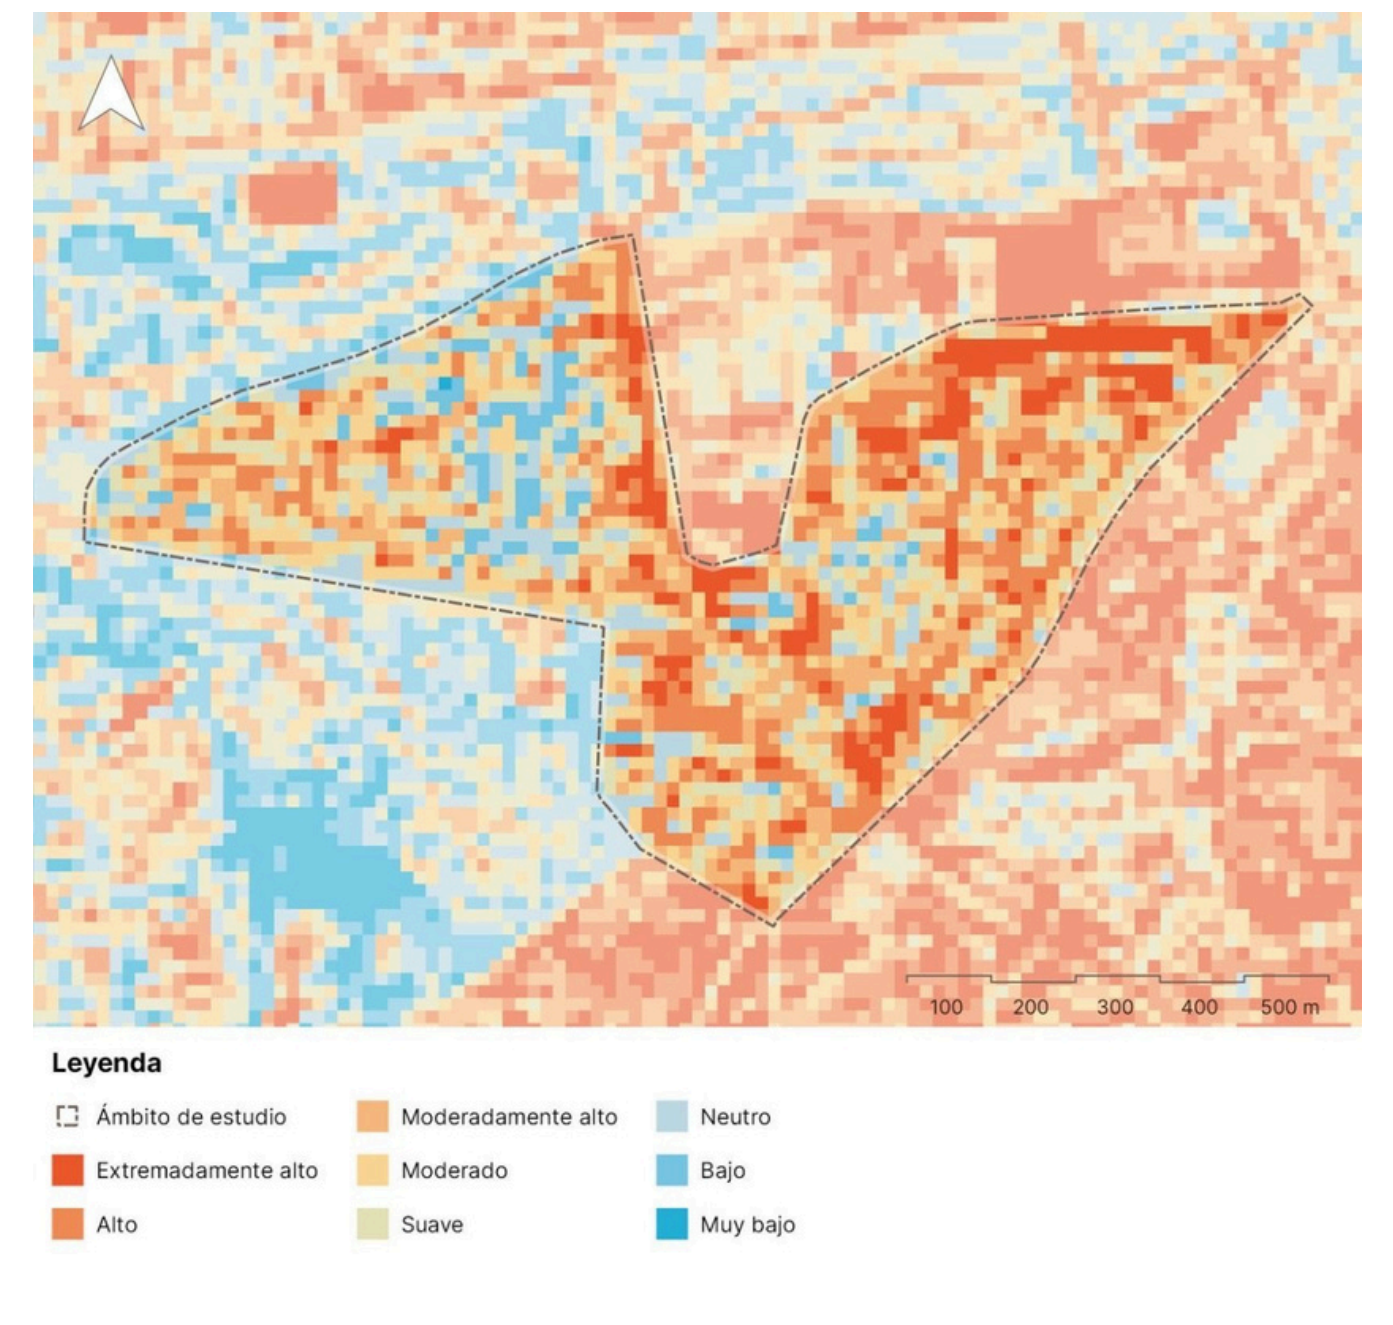 100 200 300 400 500 m
Leyenda
Ámbito de estudio
Extremadamente alto
Alto
Moderadamente alto
Moderado
Suave
Neutro
Bajo
Muy bajo